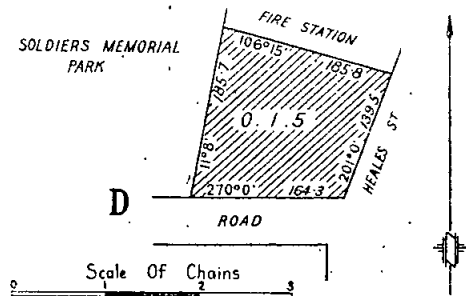 FIRE STATION
SOLDIERS MEMORIAL
PARK
106°15'
185·8
185·7
0.1.5
139·5
201°0'
HEALES ST
11°8'
270°0'
164·3
D
ROAD
Scale Of Chains
0 1 2 3